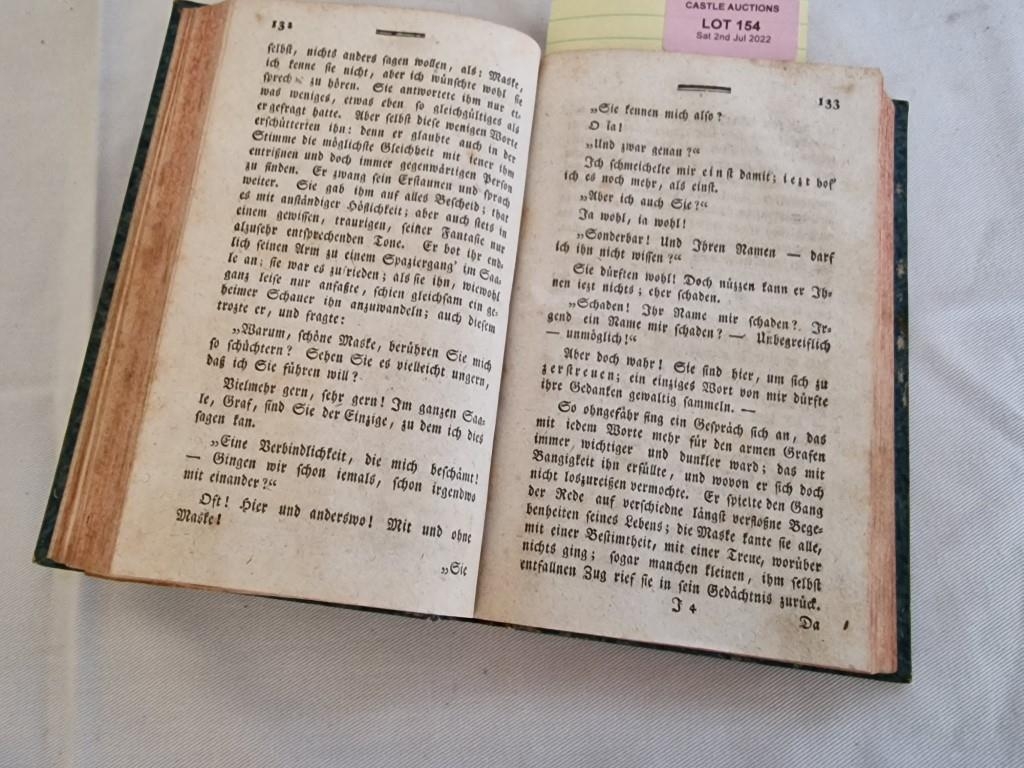 CASTLE AUCTIONS
LOT 154
Sat 2nd Jul 2022
132
selbst, nichts anders sagen wollen, als: Maske,
ich kenne sie nicht, aber ich wünschte wohl sie
sprech zu hören. Sie antwortete ihm nur et-
was weniges, etwas eben so gleichgültiges als
er gefragt hatte. Aber selbst diese wenigen Worte
erschütterten ihn: denn er glaubte auch in der
Stimme die möglichste Gleichheit mit iener ihm
entrißnen und doch immer gegenwärtigen Person
zu finden. Er zwang sein Erstaunen und sprach
weiter. Sie gab ihm auf alles Bescheid; that
es mit anständiger Höflichkeit; aber auch stets in
einem gewissen, traurigen, seiner Fantasie nur
alzusehr entsprechenden Tone. Er bot ihr end-
lich seinen Arm zu einem Spaziergang' im Saa-
le an; sie war es zufrieden; als sie ihn, wiewohl
ganz leise nur anfaßte, schien gleichsam ein ge-
heimer Schauer ihn anzuwandeln; auch diesem
trozte er, und fragte:
„Warum, schöne Maske, berühren Sie mich
so schüchtern? Sehen Sie es vielleicht ungern,
daß ich Sie führen will?
Vielmehr gern, sehr gern! Im ganzen Saa-
le, Graf, sind Sie der Einzige, zu dem ich dies
sagen kan.
„Eine Verbindlichkeit, die mich beschämt!
— Gingen wir schon iemals, schon irgendwo
mit einander?“
Oft! Hier und anderswo! Mit und ohne
Maske!
„Sie
133
„Sie kennen mich also?
O ia!
„Und zwar genau?“
Ich schmeichelte mir einst damit; iezt hof'
ich es noch mehr, als einst.
„Aber ich auch Sie?“
Ja wohl, ia wohl!
„Sonderbar! Und Ihren Namen — darf
ich ihn nicht wissen?“
Sie dürften wohl! Doch nüzzen kann er Ih-
nen iezt nichts; eher schaden.
„Schaden! Ihr Name mir schaden? Ir-
gend ein Name mir schaden? — Unbegreiflich
— unmöglich!“
Aber doch wahr! Sie sind hier, um sich zu
zerstreuen; ein einziges Wort von mir dürfte
ihre Gedanken gewaltig sammeln. —
So ohngefähr fing ein Gespräch sich an, das
mit iedem Worte mehr für den armen Grafen
immer, wichtiger und dunkler ward; das mit
Bangigkeit ihn erfüllte, und wovon er sich doch
nicht loszureißen vermochte. Er spielte den Gang
der Rede auf verschiedne längst verfloßne Bege-
benheiten seines Lebens; die Maske kante sie alle,
mit einer Bestimtheit, mit einer Treue, worüber
nichts ging; sogar manchen kleinen, ihm selbst
entfallnen Zug rief sie in sein Gedächtnis zurück.
J 4
Da